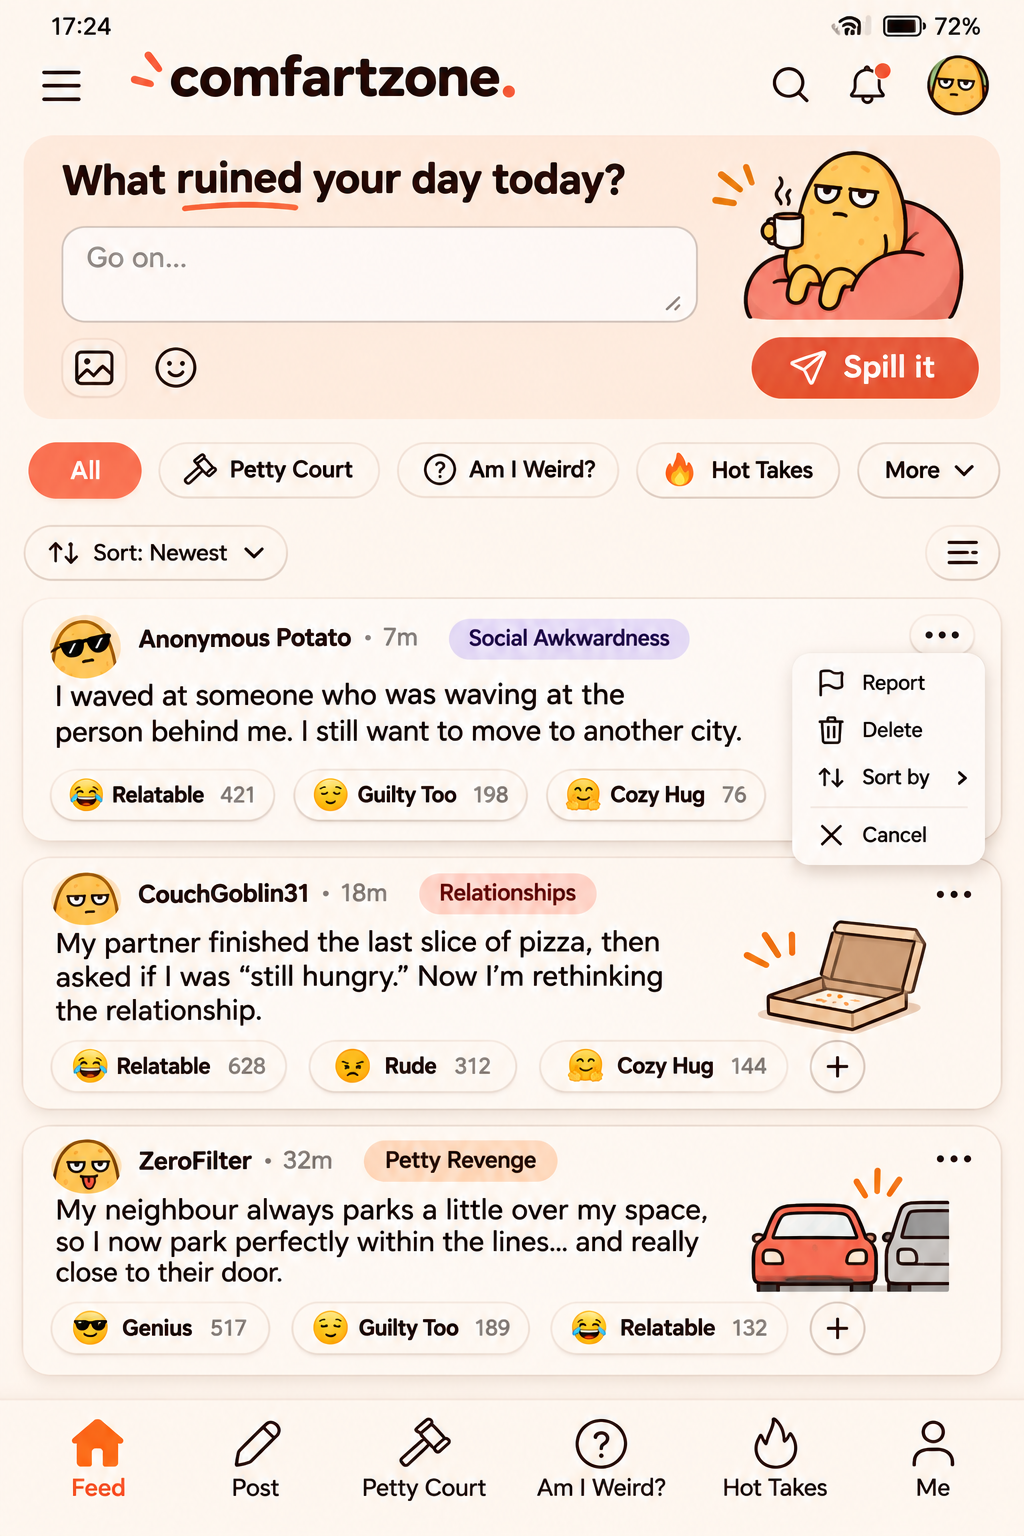 17:24
72%
comfartzone.
What ruined your day today?
Go on...
Spill it
All
Petty Court
Am I Weird?
Hot Takes
More
Sort: Newest
Anonymous Potato • 7m
Social Awkwardness
I waved at someone who was waving at the
person behind me. I still want to move to another city.
Relatable 421
Guilty Too 198
Cozy Hug 76
Report
Delete
Sort by
Cancel
CouchGoblin31 • 18m
Relationships
My partner finished the last slice of pizza, then
asked if I was “still hungry.” Now I’m rethinking
the relationship.
Relatable 628
Rude 312
Cozy Hug 144
ZeroFilter • 32m
Petty Revenge
My neighbour always parks a little over my space,
so I now park perfectly within the lines... and really
close to their door.
Genius 517
Guilty Too 189
Relatable 132
Feed
Post
Petty Court
Am I Weird?
Hot Takes
Me